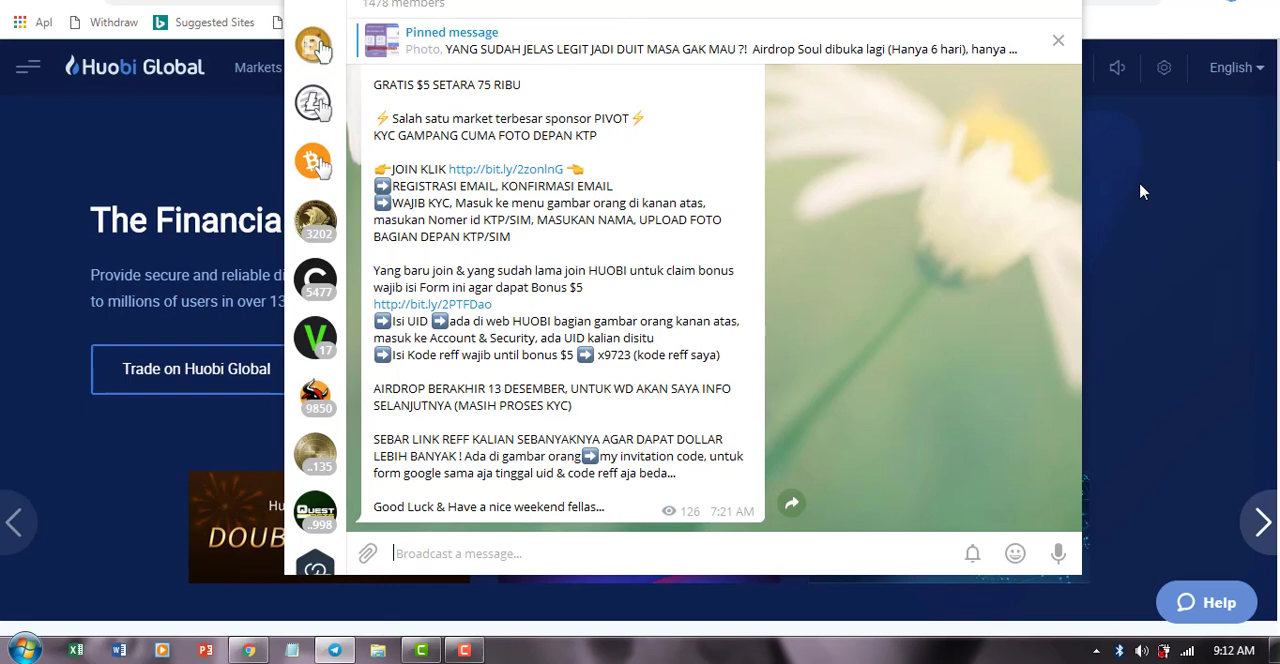 1478 members
Apl
Withdraw
Suggested Sites
Pinned message
Photo, YANG SUDAH JELAS LEGIT JADI DUIT MASA GAK MAU ?! Airdrop Soul dibuka lagi (Hanya 6 hari), hanya ...
Huobi Global
Markets
English
GRATIS $5 SETARA 75 RIBU
⚡Salah satu market terbesar sponsor PIVOT⚡
KYC GAMPANG CUMA FOTO DEPAN KTP
👉JOIN KLIK http://bit.ly/2zonlnG 👈
➡REGISTRASI EMAIL, KONFIRMASI EMAIL
➡WAJIB KYC, Masuk ke menu gambar orang di kanan atas,
masukan Nomer id KTP/SIM, MASUKAN NAMA, UPLOAD FOTO
BAGIAN DEPAN KTP/SIM
Yang baru join & yang sudah lama join HUOBI untuk claim bonus
wajib isi Form ini agar dapat Bonus $5
http://bit.ly/2PTFDao
➡Isi UID ➡ada di web HUOBI bagian gambar orang kanan atas,
masuk ke Account & Security, ada UID kalian disitu
➡Isi Kode reff wajib until bonus $5 ➡ x9723 (kode reff saya)
AIRDROP BERAKHIR 13 DESEMBER, UNTUK WD AKAN SAYA INFO
SELANJUTNYA (MASIH PROSES KYC)
SEBAR LINK REFF KALIAN SEBANYAKNYA AGAR DAPAT DOLLAR
LEBIH BANYAK ! Ada di gambar orang➡my invitation code, untuk
form google sama aja tinggal uid & code reff aja beda...
Good Luck & Have a nice weekend fellas...
126 7:21 AM
Broadcast a message...
3202
5477
17
9850
..135
QUEST
..998
The Financia
Provide secure and reliable di
to millions of users in over 13
Trade on Huobi Global
Hu
DOUB
Help
9:12 AM